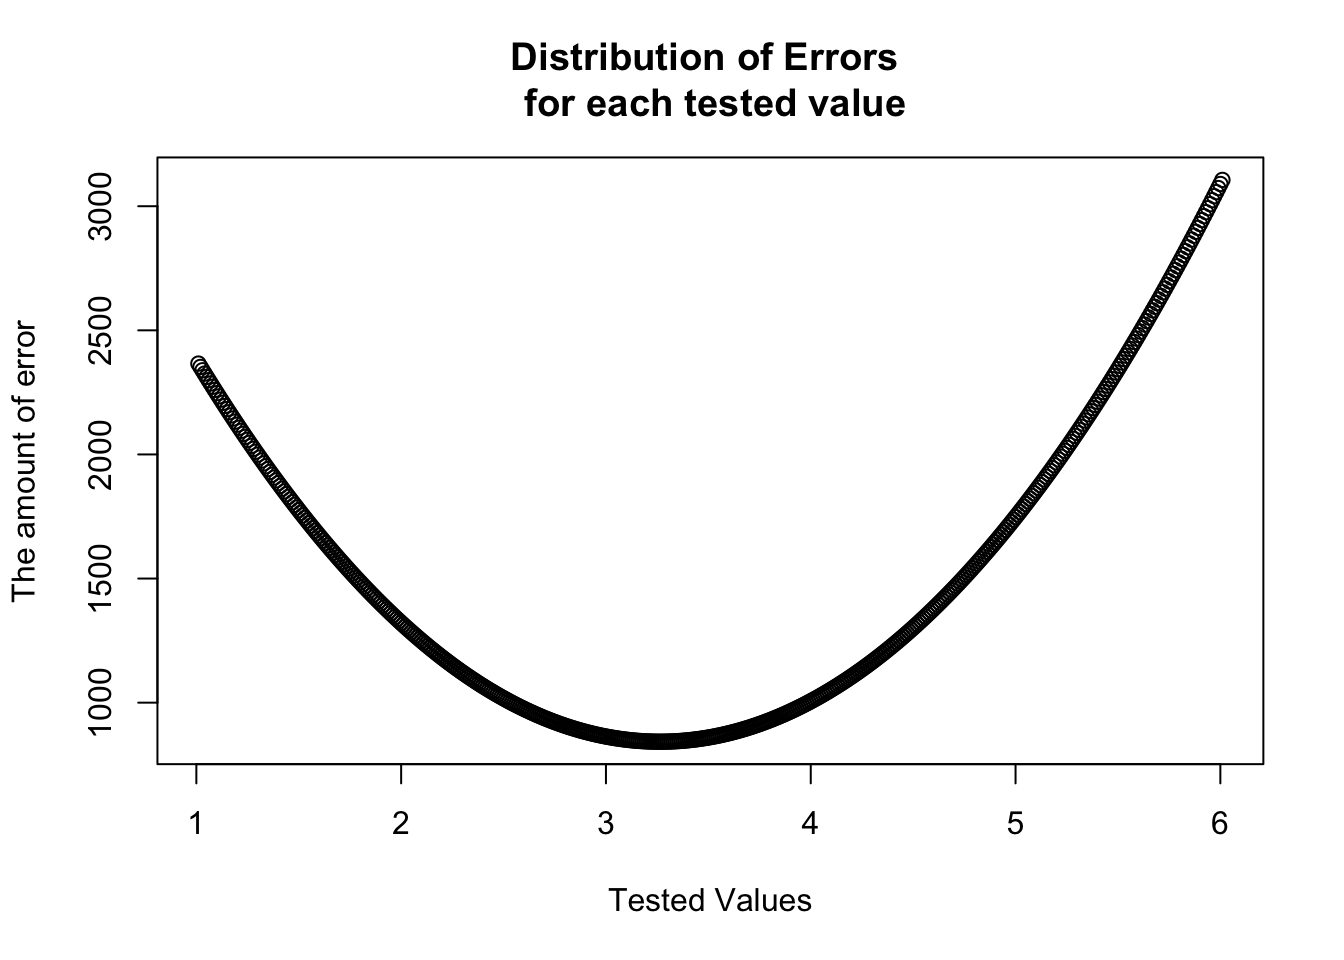 Distribution of Errors
for each tested value
The amount of error
3000
2500
2000
1500
1000
1 2 3 4 5 6
Tested Values